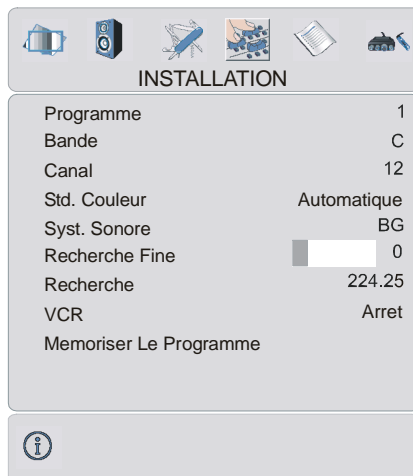 INSTALLATION
Programme 1
Bande C
Canal 12
Std. Couleur Automatique
Syst. Sonore BG
Recherche Fine 0
Recherche 224.25
VCR Arret
Memoriser Le Programme